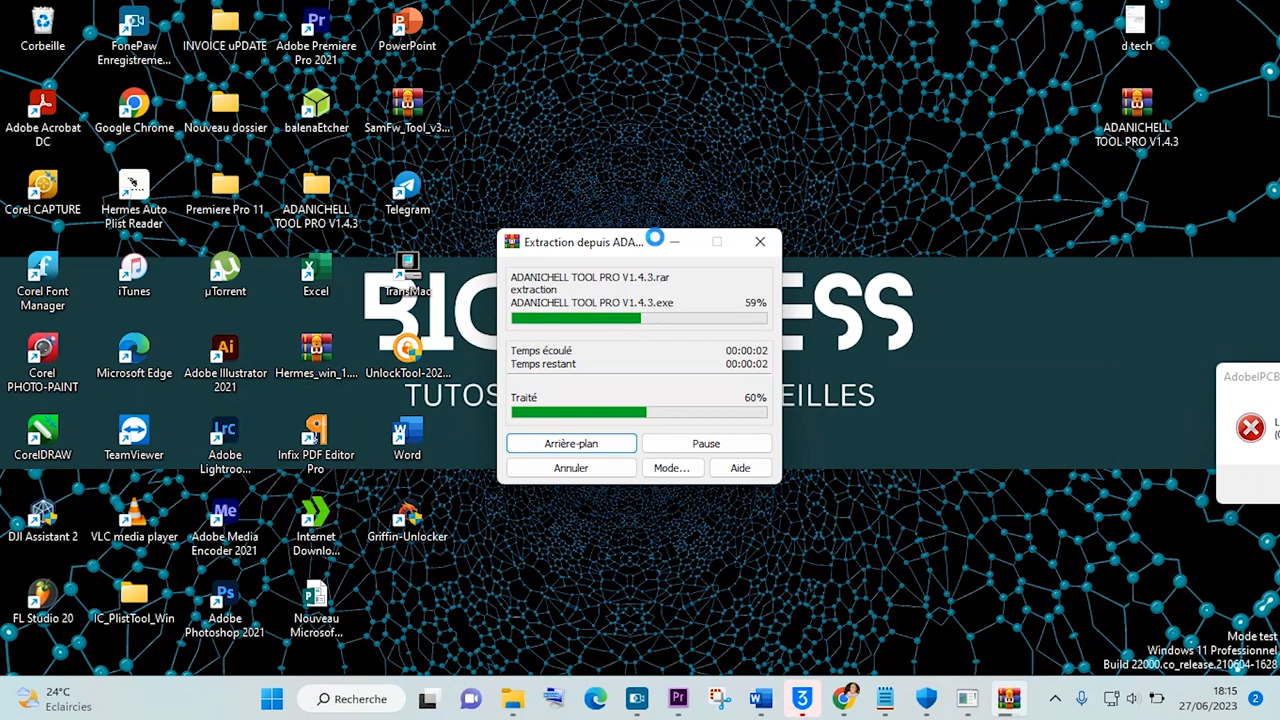 Corbeille
FonePaw
Enregistreme...
INVOICE uPDATE
Adobe Premiere
Pro 2021
PowerPoint
d tech
Adobe Acrobat
DC
Google Chrome
Nouveau dossier
balenaEtcher
SamFw_Tool_v3...
ADANICHELL
TOOL PRO V1.4.3
Corel CAPTURE
Hermes Auto
Plist Reader
Premiere Pro 11
ADANICHELL
TOOL PRO V1.4.3
Telegram
Corel Font
Manager
iTunes
µTorrent
Excel
TransMac
Corel
PHOTO-PAINT
Microsoft Edge
Adobe Illustrator
2021
Hermes_win_1....
UnlockTool-202...
CorelDRAW
TeamViewer
Adobe
Lightroo...
Infix PDF Editor
Pro
Word
DJI Assistant 2
VLC media player
Adobe Media
Encoder 2021
Internet
Downlo...
Griffin-Unlocker
FL Studio 20
IC_PlistTool_Win
Adobe
Photoshop 2021
Nouveau
Microsof...
Extraction depuis ADA...
ADANICHELL TOOL PRO V1.4.3.rar
extraction
ADANICHELL TOOL PRO V1.4.3.exe 59%
Temps écoulé 00:00:02
Temps restant 00:00:02
Traité 60%
Arrière-plan
Pause
Annuler
Mode...
Aide
TUTOS
EILLES
AdobeIPCB
Mode test
Windows 11 Professionnel
Build 22000.co_release.210604-1628
24°C
Eclaircies
Recherche
18:15
27/06/2023
2